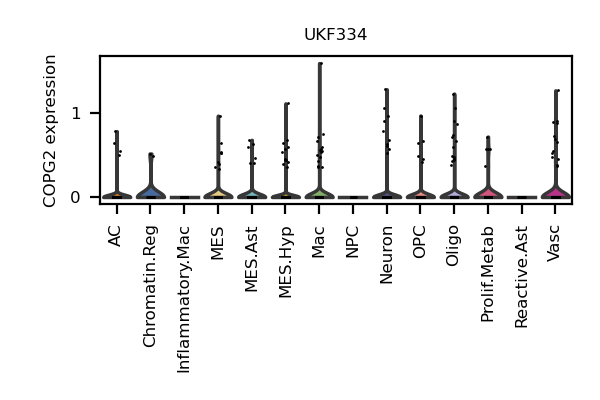 UKF334
COPG2 expression
1
0
AC
Chromatin.Reg
Inflammatory.Mac
MES
MES.Ast
MES.Hyp
Mac
NPC
Neuron
OPC
Oligo
Prolif.Metab
Reactive.Ast
Vasc